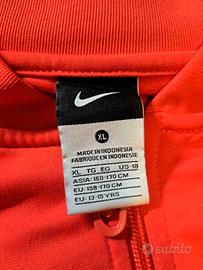 NIKE
XL
MADE IN INDONESIA
FABRIQUE EN INDONESIE
XL TG EG US-18
ASIA: 160-170 CM
EU: 158-170 CM
EU: 13-15 YRS
subito